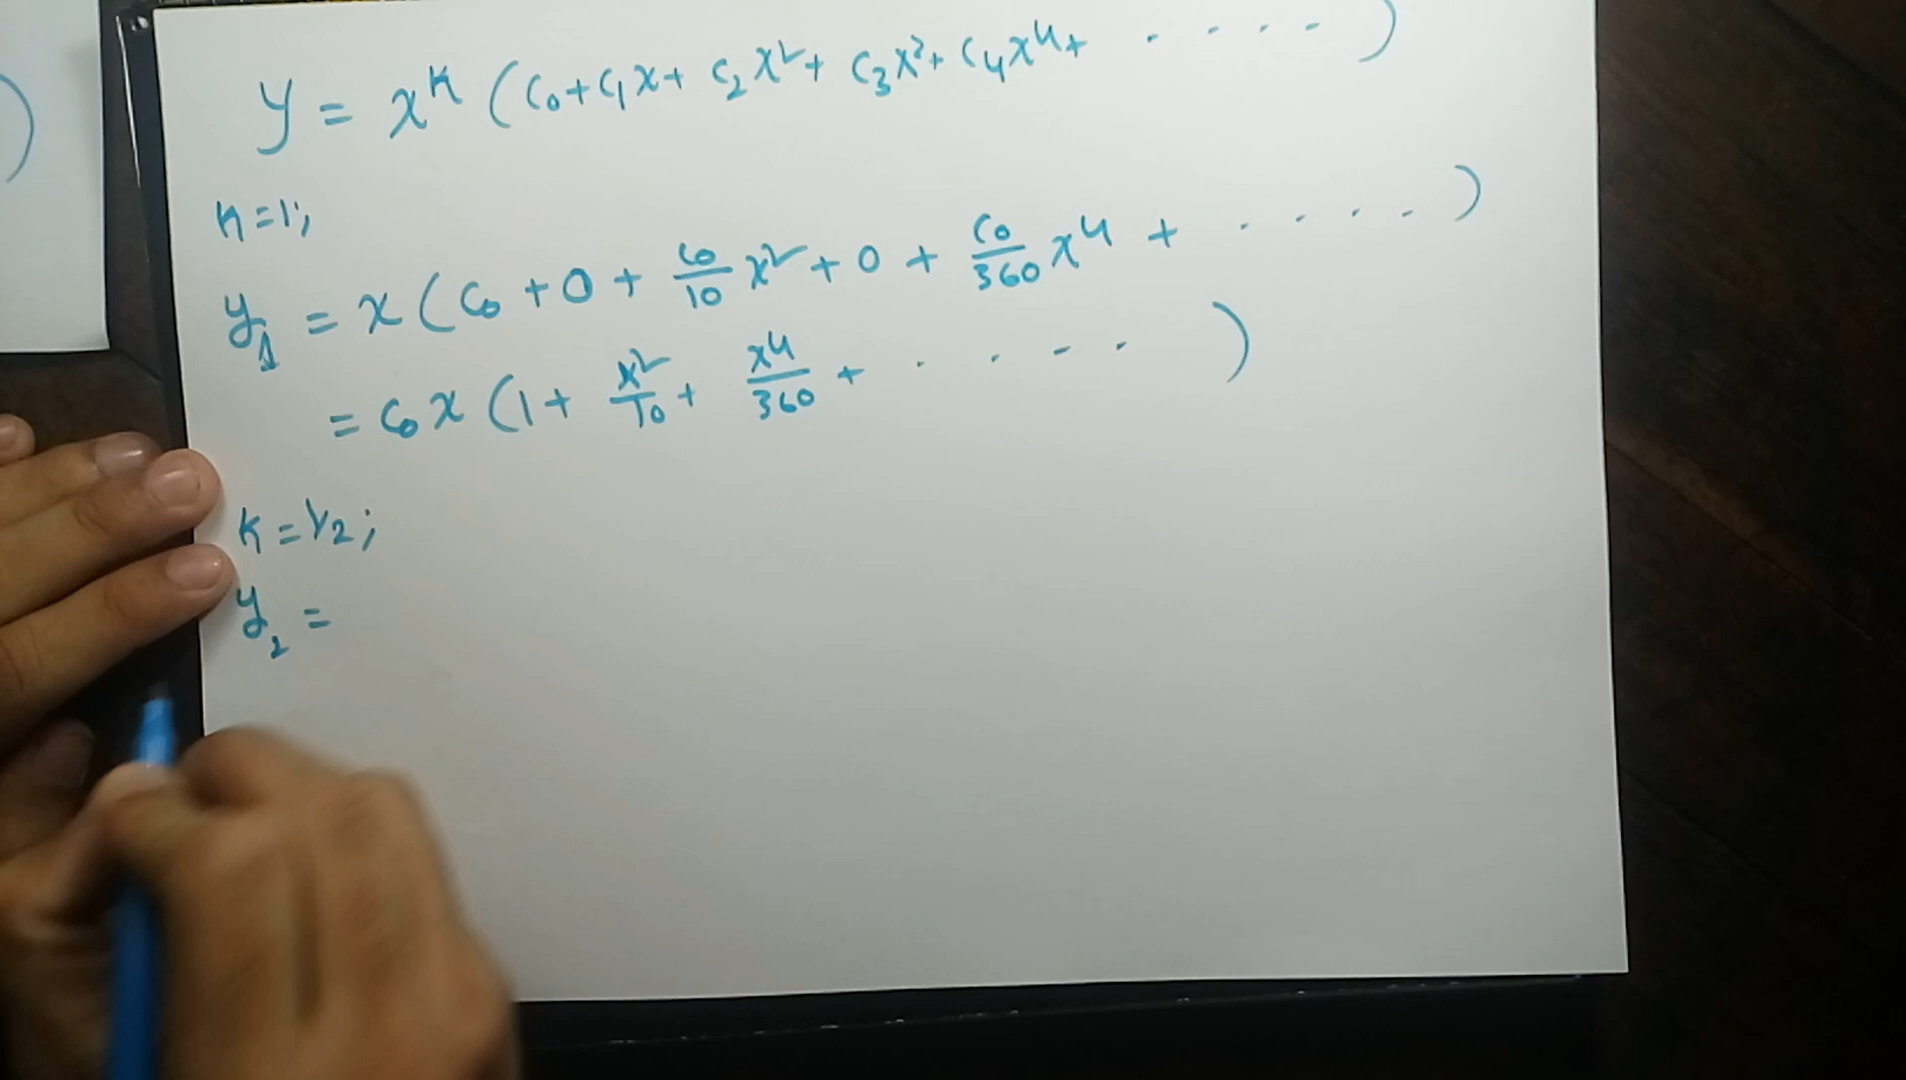 y = x^k (c₀ + c₁x + c₂x² + c₃x³ + c₄x⁴ + . . . . )
k=1;
y₁ = x (c₀ + 0 + c₀/10 x² + 0 + c₀/360 x⁴ + . . . . )
= c₀x (1 + x²/10 + x⁴/360 + . . . . )
k=1/2;
y₂ =